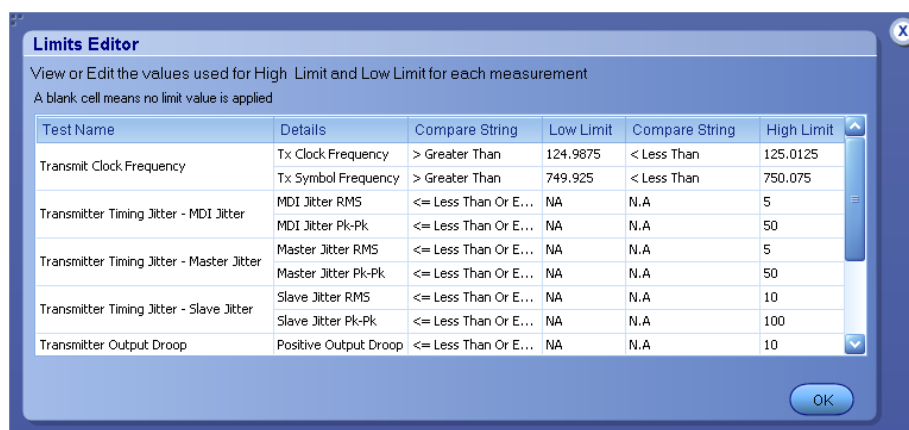 Limits Editor
X
View or Edit the values used for High Limit and Low Limit for each measurement
A blank cell means no limit value is applied
Test Name Details Compare String Low Limit Compare String High Limit
Transmit Clock Frequency Tx Clock Frequency > Greater Than 124.9875 < Less Than 125.0125
Tx Symbol Frequency > Greater Than 749.925 < Less Than 750.075
Transmitter Timing Jitter - MDI Jitter MDI Jitter RMS <= Less Than Or E... NA N.A 5
MDI Jitter Pk-Pk <= Less Than Or E... NA N.A 50
Transmitter Timing Jitter - Master Jitter Master Jitter RMS <= Less Than Or E... NA N.A 5
Master Jitter Pk-Pk <= Less Than Or E... NA N.A 50
Transmitter Timing Jitter - Slave Jitter Slave Jitter RMS <= Less Than Or E... NA N.A 10
Slave Jitter Pk-Pk <= Less Than Or E... NA N.A 100
Transmitter Output Droop Positive Output Droop <= Less Than Or E... NA N.A 10
OK